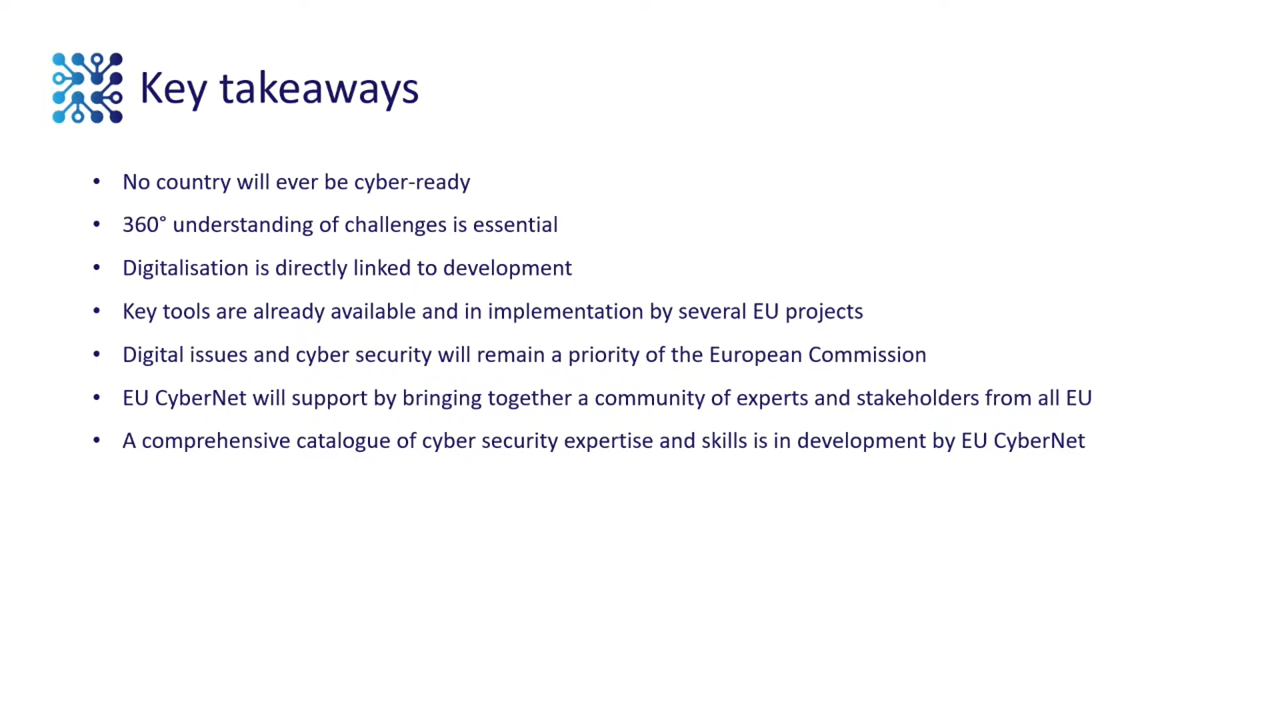 Key takeaways
• No country will ever be cyber-ready
• 360° understanding of challenges is essential
• Digitalisation is directly linked to development
• Key tools are already available and in implementation by several EU projects
• Digital issues and cyber security will remain a priority of the European Commission
• EU CyberNet will support by bringing together a community of experts and stakeholders from all EU
• A comprehensive catalogue of cyber security expertise and skills is in development by EU CyberNet